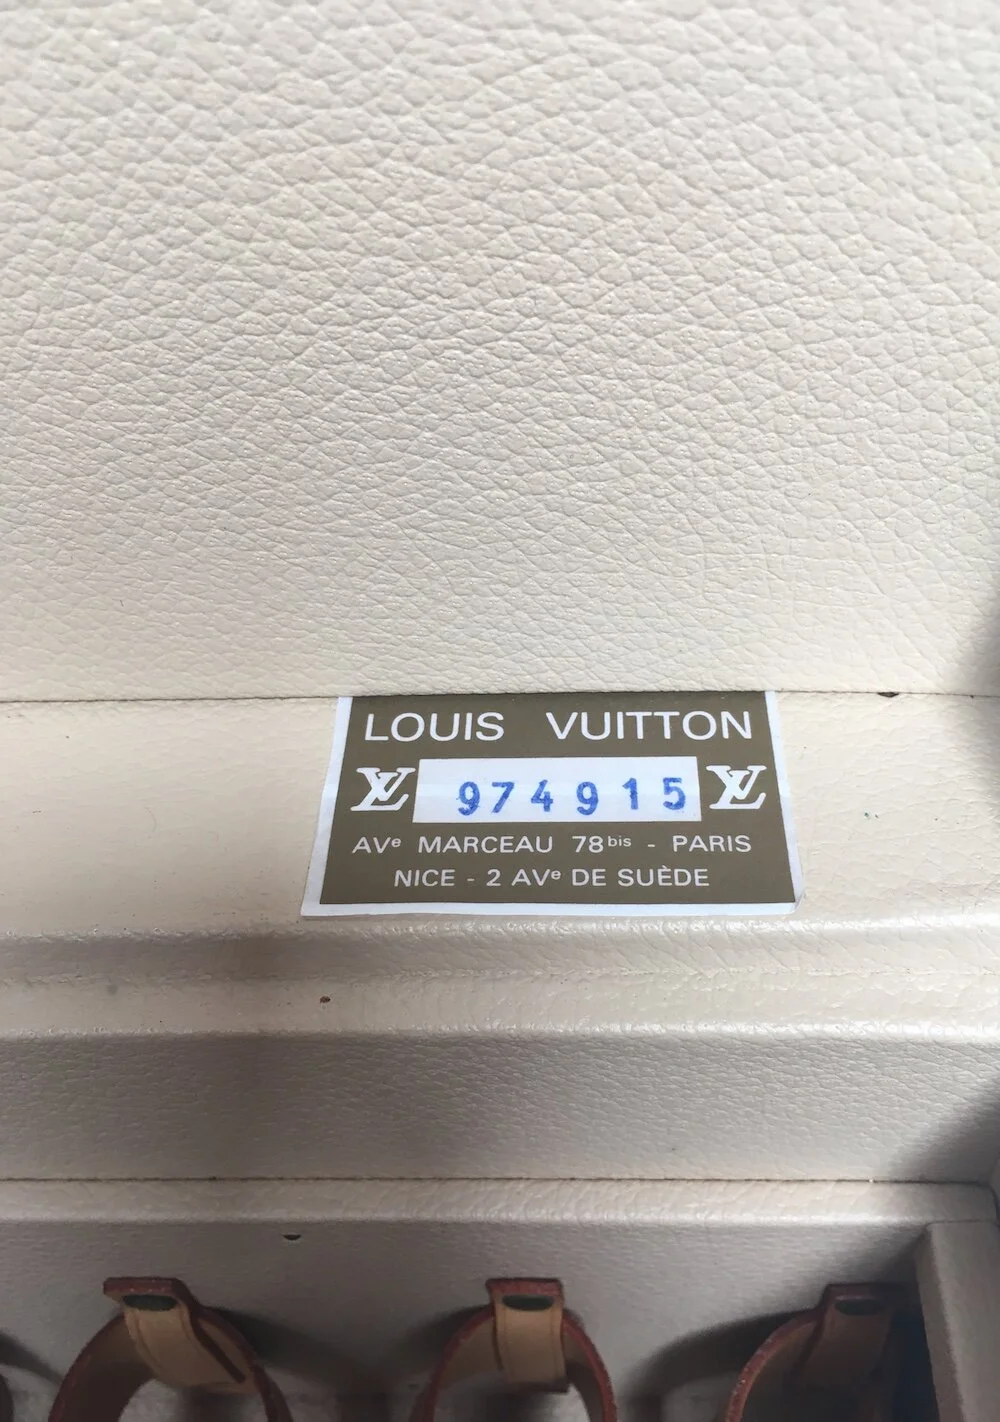 LOUIS VUITTON
LV 974915 LV
AVᵉ MARCEAU 78ᵇⁱˢ - PARIS
NICE - 2 AVᵉ DE SUÈDE